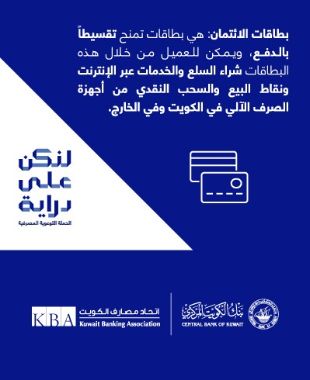 بطاقات الائتمان: هي بطاقات تمنح تقسيطاً
بالدفع، ويمكن للعميل من خلال هذه
البطاقات شراء السلع والخدمات عبر الإنترنت
ونقاط البيع والسحب النقدي من أجهزة
الصرف الآلي في الكويت وفي الخارج.
لنكن
على
دراية
الحملة التوعوية المصرفية
KBA
اتحاد مصارف الكويت
Kuwait Banking Association
بنك الكويت المركزي
CENTRAL BANK OF KUWAIT